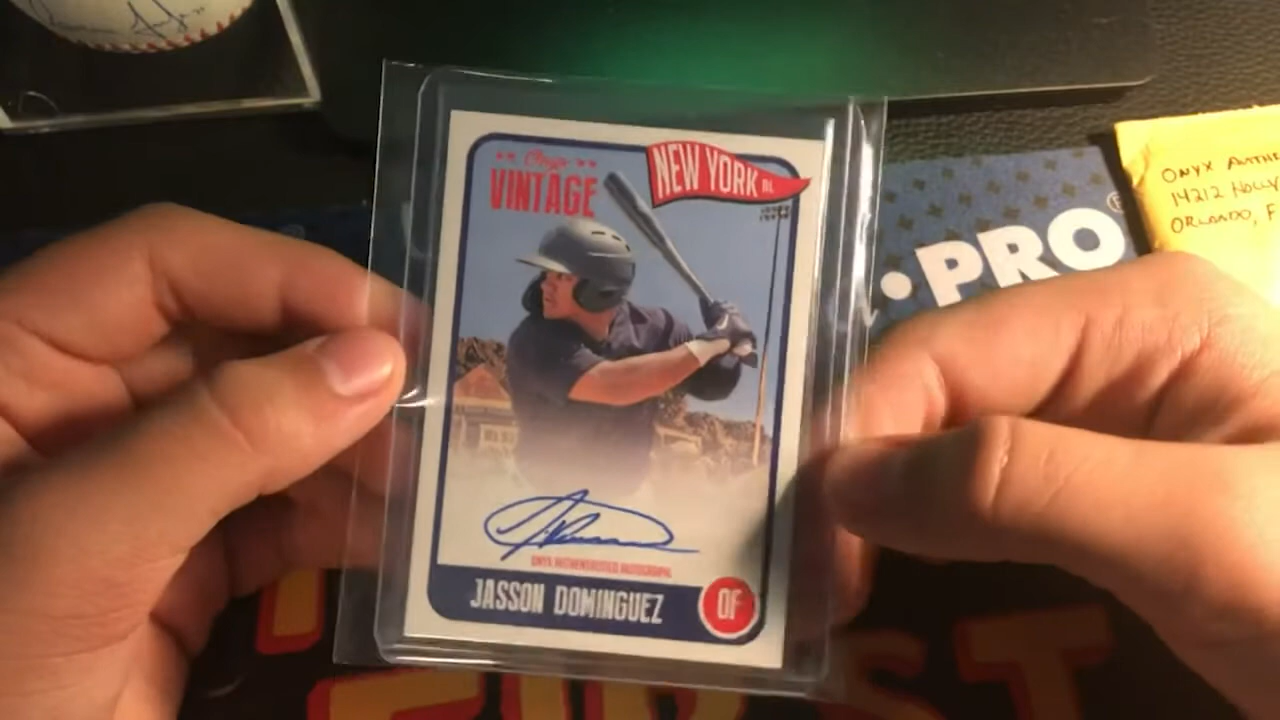 Onyx
VINTAGE
NEW YORK AL
ONYX AUTHENTICATED AUTOGRAPH
JASSON DOMINGUEZ
OF
PRO
ONYX AUTHE
14212 HOLLY
ORLANDO, F